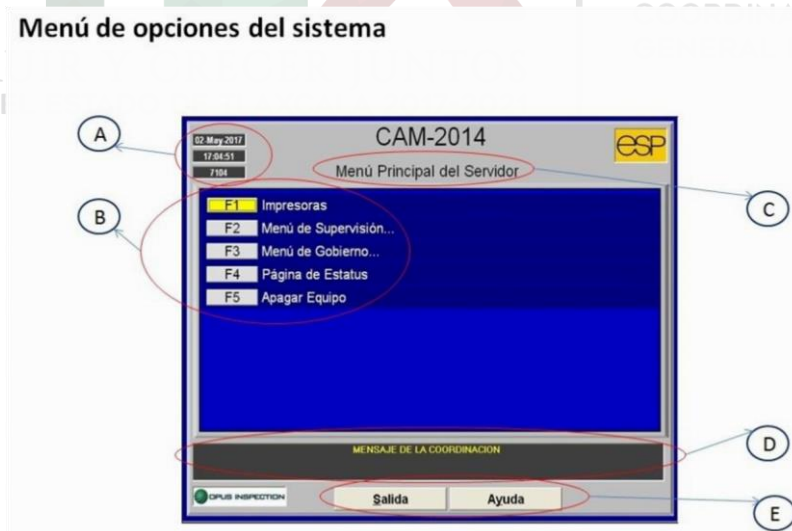 Menú de opciones del sistema
A
B
C
D
E
02-May-2017
17:04:51
7104
CAM-2014
esp
Menú Principal del Servidor
F1 Impresoras
F2 Menú de Supervisión...
F3 Menú de Gobierno...
F4 Página de Estatus
F5 Apagar Equipo
MENSAJE DE LA COORDINACION
OPUS INSPECTION
Salida
Ayuda